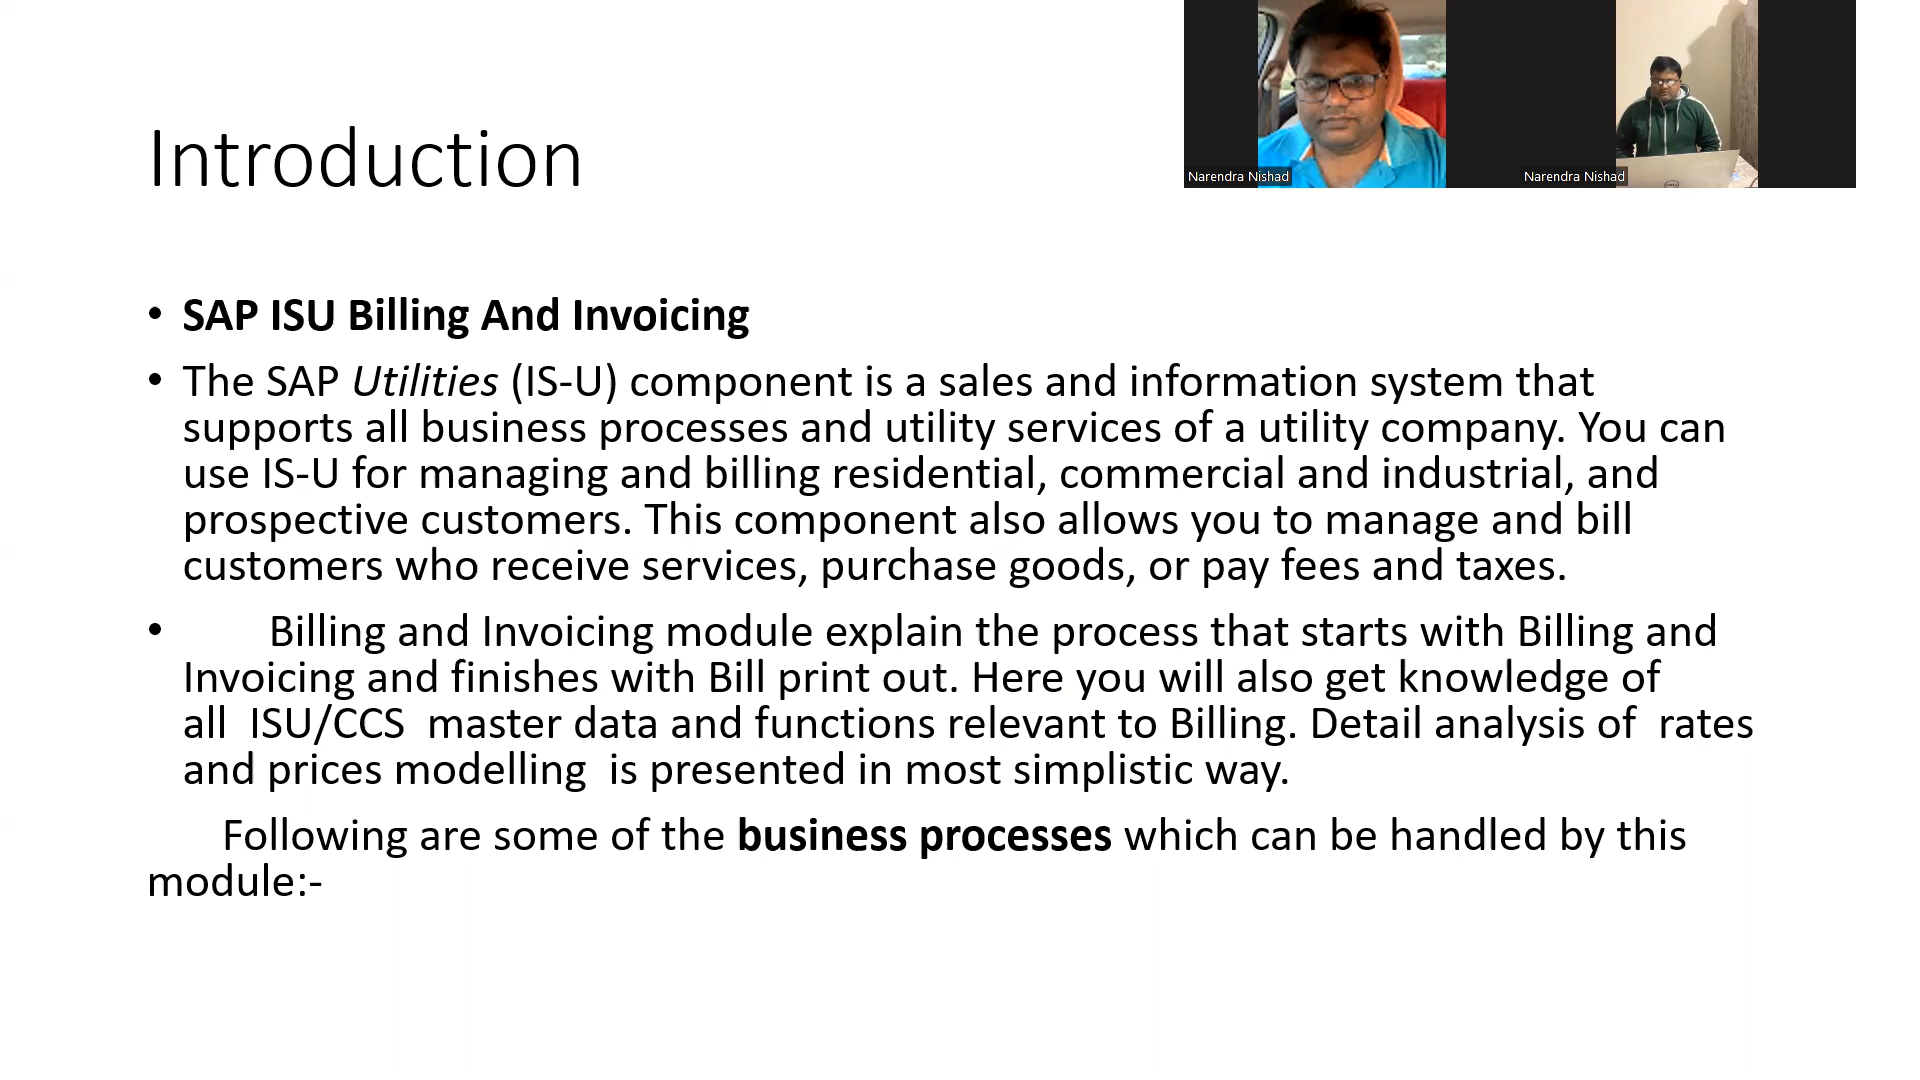 Introduction
Narendra Nishad
Narendra Nishad
• SAP ISU Billing And Invoicing
• The SAP Utilities (IS-U) component is a sales and information system that
supports all business processes and utility services of a utility company. You can
use IS-U for managing and billing residential, commercial and industrial, and
prospective customers. This component also allows you to manage and bill
customers who receive services, purchase goods, or pay fees and taxes.
• Billing and Invoicing module explain the process that starts with Billing and
Invoicing and finishes with Bill print out. Here you will also get knowledge of
all ISU/CCS master data and functions relevant to Billing. Detail analysis of rates
and prices modelling is presented in most simplistic way.
Following are some of the business processes which can be handled by this
module:-